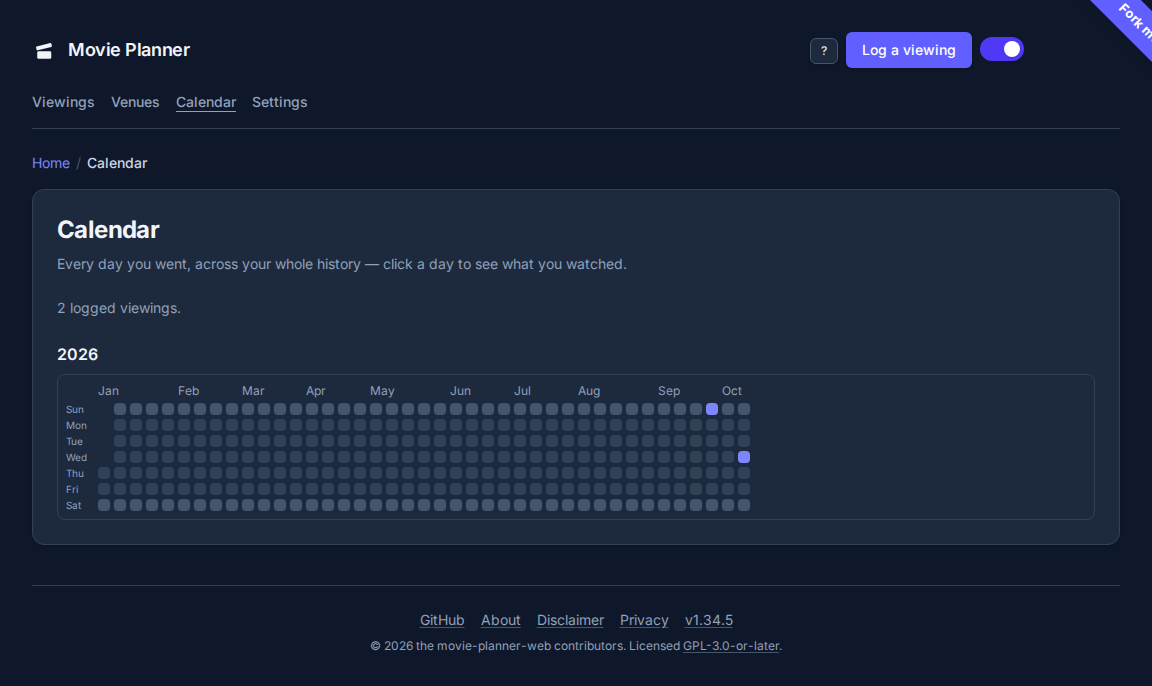 Fork m
Movie Planner
? Log a viewing
Viewings Venues Calendar Settings
Home / Calendar
Calendar
Every day you went, across your whole history — click a day to see what you watched.
2 logged viewings.
2026
Jan Feb Mar Apr May Jun Jul Aug Sep Oct
Sun
Mon
Tue
Wed
Thu
Fri
Sat
GitHub About Disclaimer Privacy v1.34.5
© 2026 the movie-planner-web contributors. Licensed GPL-3.0-or-later.